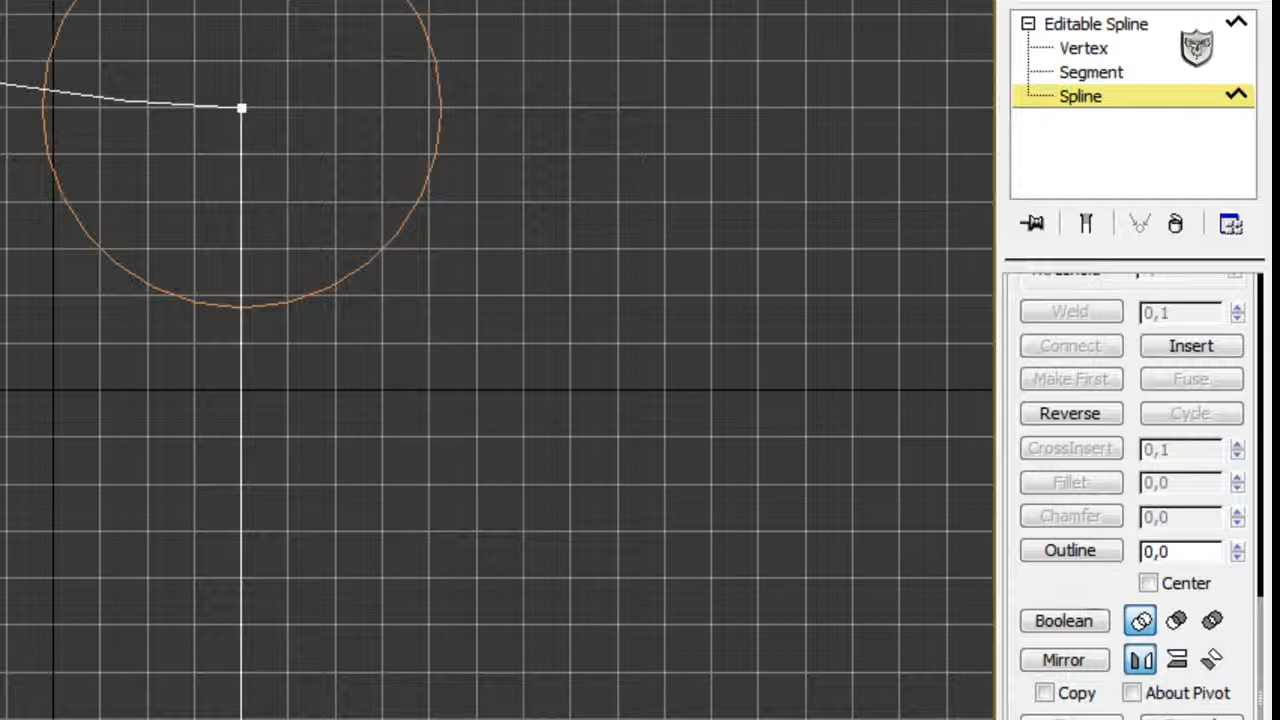 Editable Spline
Vertex
Segment
Spline
Threshold
Weld 0,1
Connect Insert
Make First Fuse
Reverse Cycle
CrossInsert 0,1
Fillet 0,0
Chamfer 0,0
Outline 0,0
Center
Boolean
Mirror
Copy About Pivot